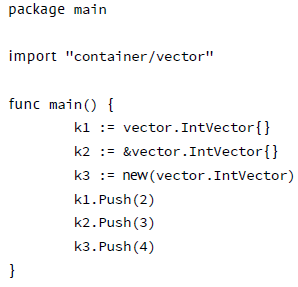 package main
import "container/vector"
func main() {
k1 := vector.IntVector{}
k2 := &vector.IntVector{}
k3 := new(vector.IntVector)
k1.Push(2)
k2.Push(3)
k3.Push(4)
}